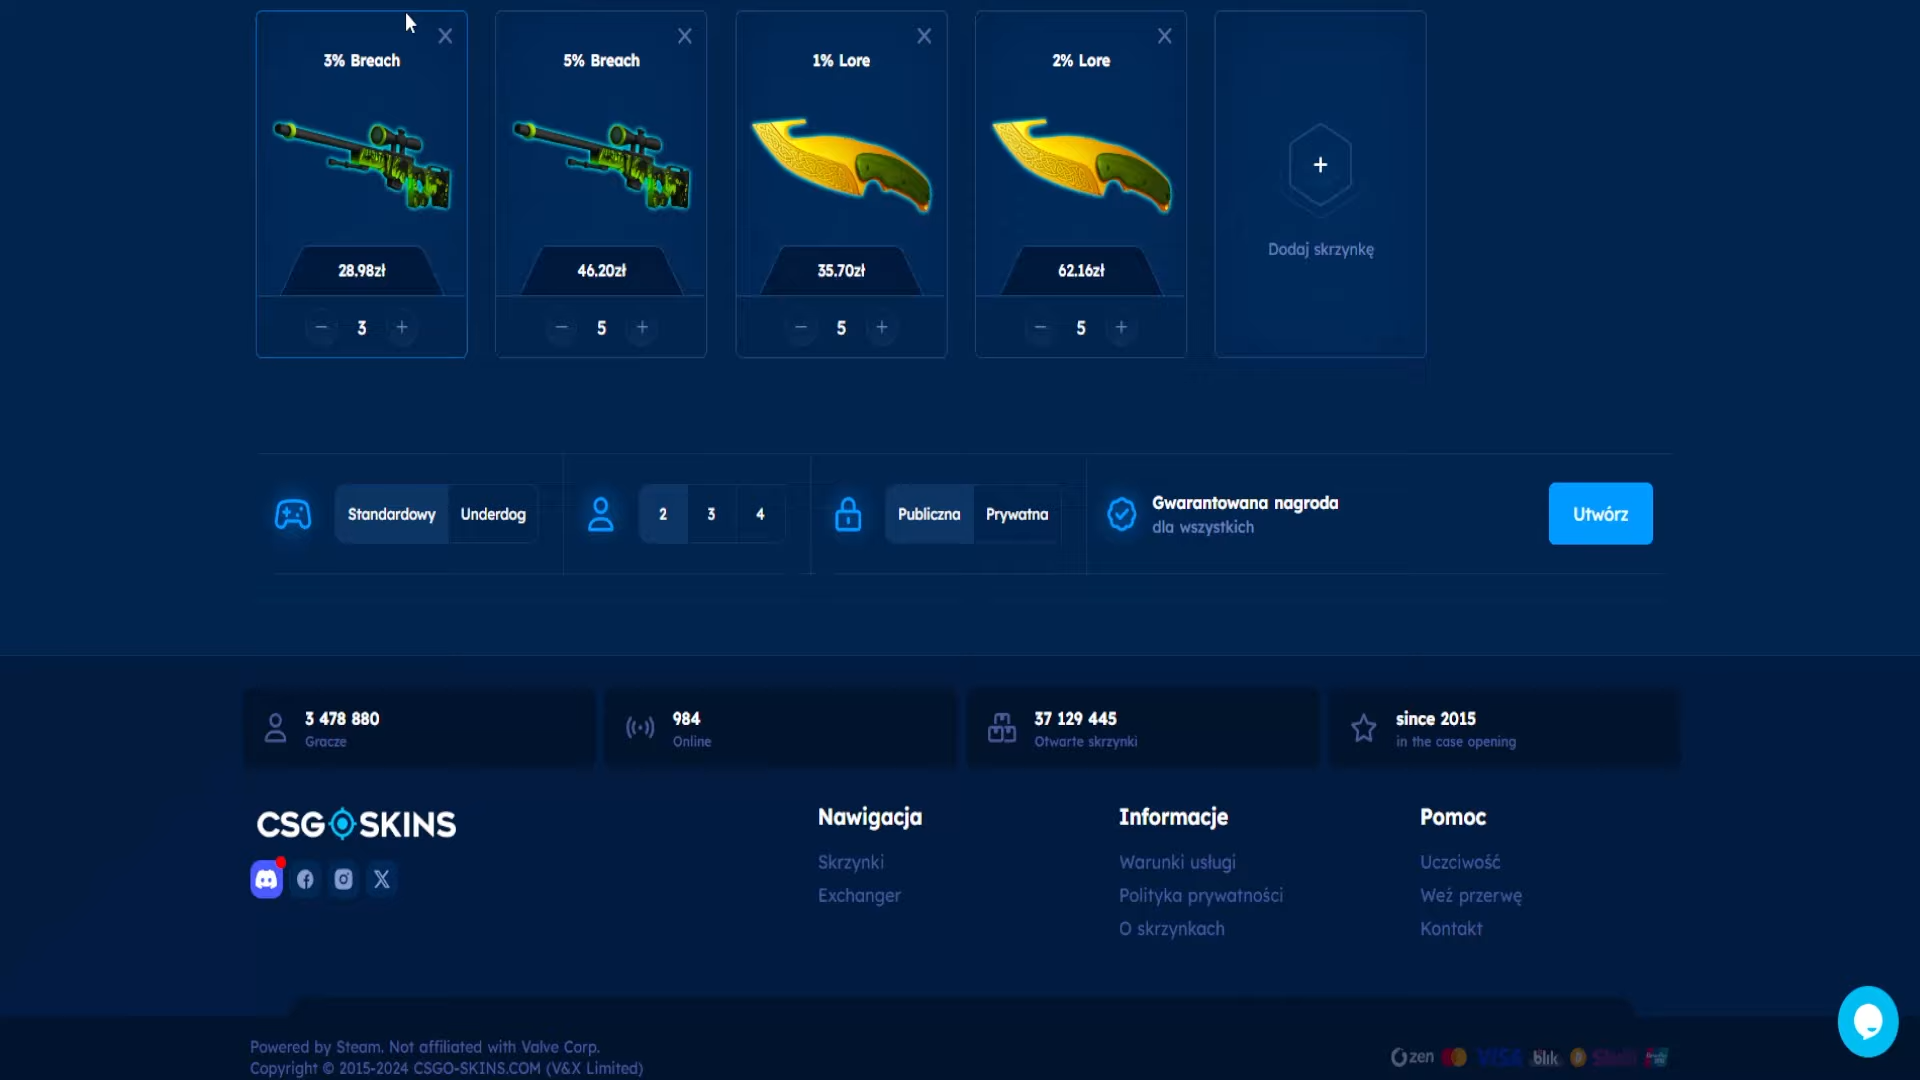 3% Breach
5% Breach
1% Lore
2% Lore
Dodaj skrzynkę
28.98zł
46.20zł
35.70zł
62.16zł
3
5
5
5
Standardowy
Underdog
2
3
4
Publiczna
Prywatna
Gwarantowana nagroda
dla wszystkich
Utwórz
3 478 880
Gracze
984
Online
37 129 445
Otwarte skrzynki
since 2015
in the case opening
CSGO SKINS
Nawigacja
Skrzynki
Exchanger
Informacje
Warunki usługi
Polityka prywatności
O skrzynkach
Pomoc
Uczciwość
Weź przerwę
Kontakt
Powered by Steam. Not affiliated with Valve Corp.
Copyright © 2015-2024 CSGO-SKINS.COM (V&X Limited)
zen
VISA
blik